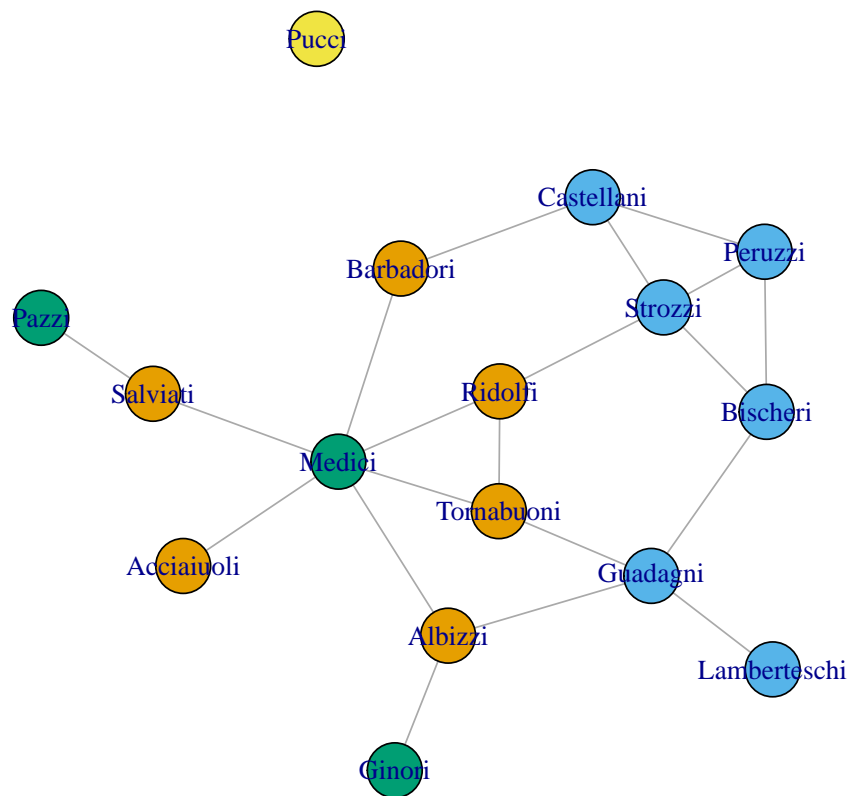 Pucci
Castellani
Peruzzi
Barbadori
Strozzi
Pazzi
Salviati
Ridolfi
Bischeri
Medici
Tornabuoni
Acciaiuoli
Guadagni
Albizzi
Lamberteschi
Ginori